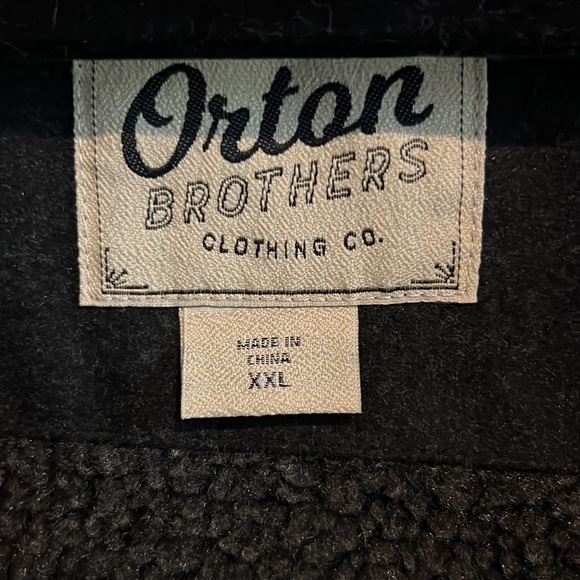 Orton
BROTHERS
CLOTHING CO.
MADE IN
CHINA
XXL